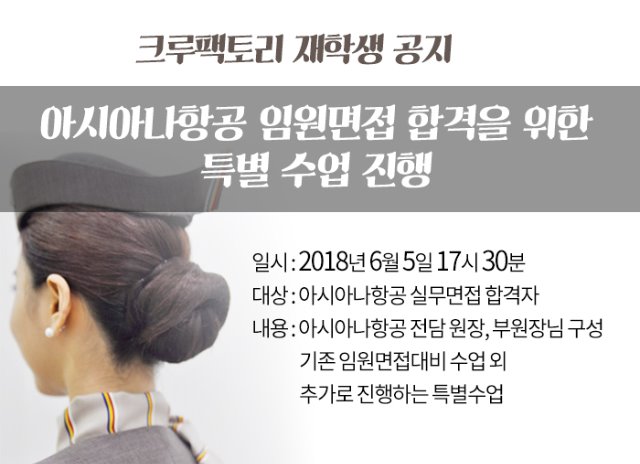 크루팩토리 재학생 공지
아시아나항공 임원면접 합격을 위한
특별 수업 진행
일시 : 2018년 6월 5일 17시 30분
대상 : 아시아나항공 실무면접 합격자
내용 : 아시아나항공 전담 원장, 부원장님 구성
기존 임원면접대비 수업 외
추가로 진행하는 특별수업